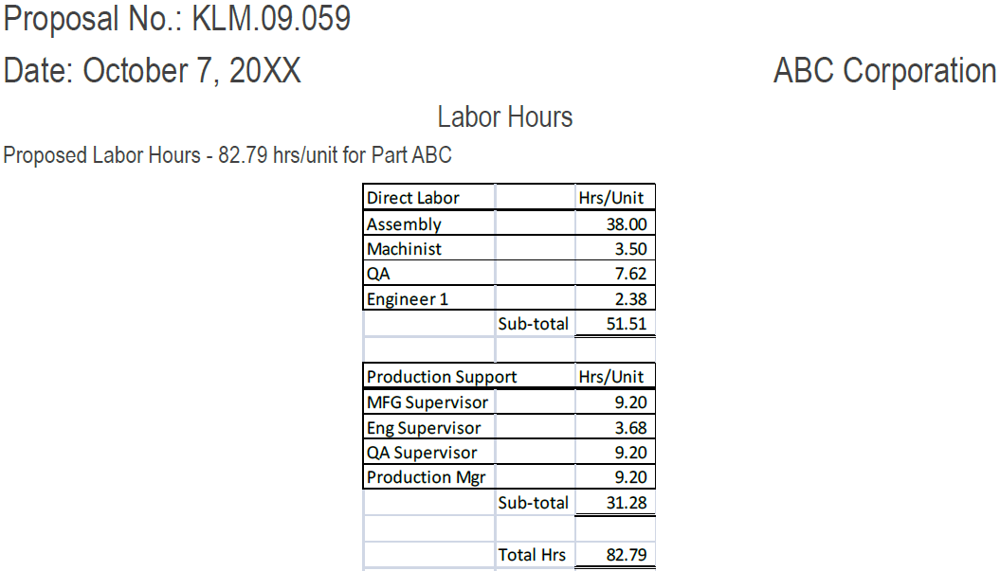 Proposal No.: KLM.09.059
Date: October 7, 20XX ABC Corporation
Labor Hours
Proposed Labor Hours - 82.79 hrs/unit for Part ABC
Direct Labor Hrs/Unit
Assembly 38.00
Machinist 3.50
QA 7.62
Engineer 1 2.38
Sub-total 51.51
Production Support Hrs/Unit
MFG Supervisor 9.20
Eng Supervisor 3.68
QA Supervisor 9.20
Production Mgr 9.20
Sub-total 31.28
Total Hrs 82.79